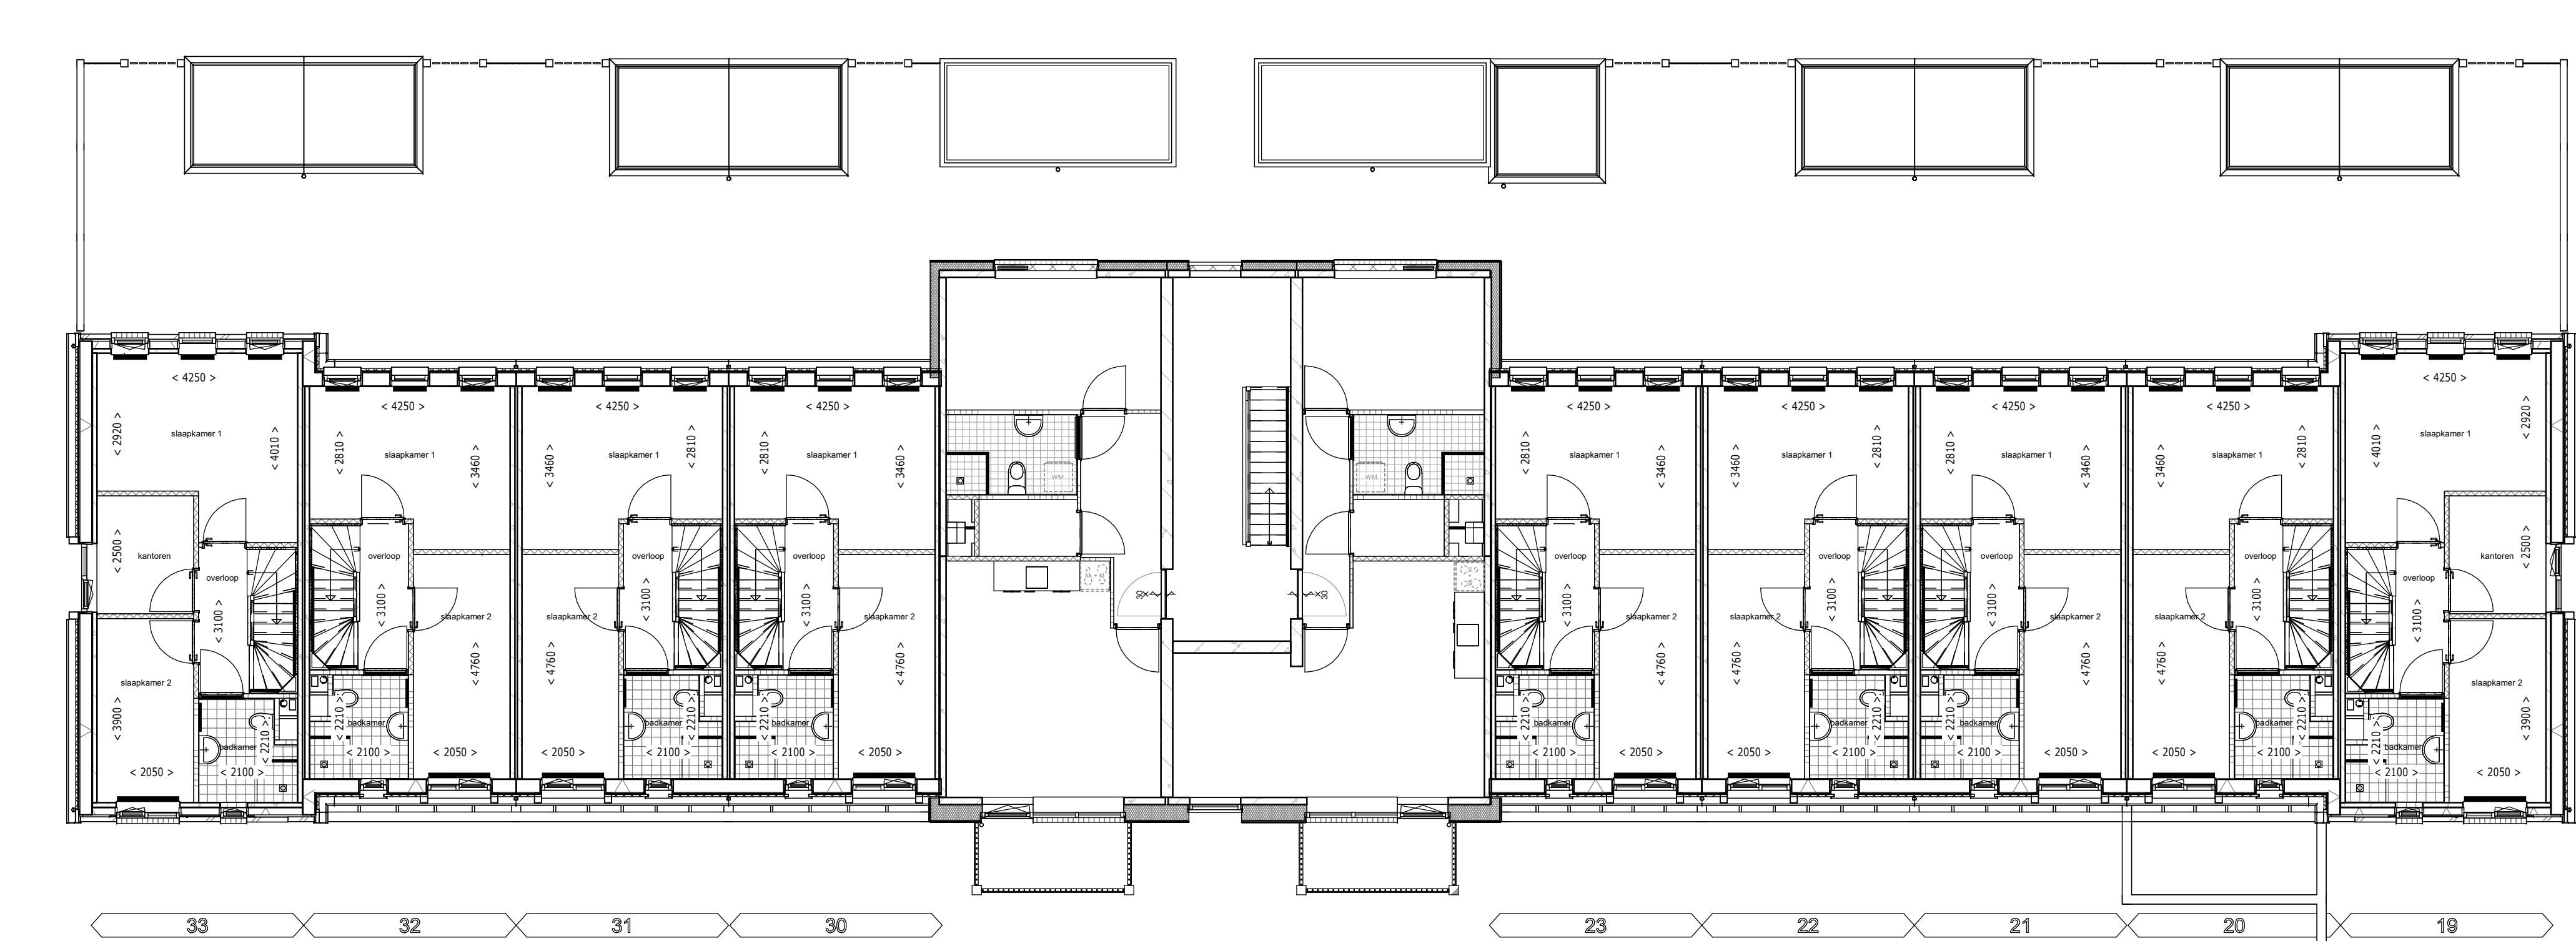 < 4250 >
< 2920 >
slaapkamer 1
< 4010 >
< 2500 >
kantoren
overloop
< 3100 >
slaapkamer 2
< 3900 >
< 2050 >
badkamer
< 2210 >
< 2100 >
< 4250 >
< 2810 >
slaapkamer 1
< 3460 >
overloop
< 3100 >
slaapkamer 2
< 4760 >
< 2210 >
badkamer
< 2100 >
< 2050 >
< 4250 >
< 3460 >
slaapkamer 1
< 2810 >
overloop
< 3100 >
slaapkamer 2
< 4760 >
badkamer
< 2210 >
< 2050 >
< 2100 >
< 4250 >
< 2810 >
slaapkamer 1
< 3460 >
overloop
< 3100 >
slaapkamer 2
< 4760 >
< 2210 >
badkamer
< 2100 >
< 2050 >
WM
kk + kl
30
WM
30
< 4250 >
< 2810 >
slaapkamer 1
< 3460 >
overloop
< 3100 >
slaapkamer 2
< 4760 >
< 2210 >
badkamer
< 2100 >
< 2050 >
< 4250 >
< 3460 >
slaapkamer 1
< 2810 >
overloop
< 3100 >
slaapkamer 2
< 4760 >
badkamer
< 2210 >
< 2050 >
< 2100 >
< 4250 >
< 2810 >
slaapkamer 1
< 3460 >
overloop
< 3100 >
slaapkamer 2
< 4760 >
< 2210 >
badkamer
< 2100 >
< 2050 >
< 4250 >
< 3460 >
slaapkamer 1
< 2810 >
overloop
< 3100 >
slaapkamer 2
< 4760 >
badkamer
< 2210 >
< 2050 >
< 2100 >
< 4250 >
< 4010 >
slaapkamer 1
< 2920 >
kantoren
< 2500 >
overloop
< 3100 >
slaapkamer 2
< 3900 >
< 2210 >
badkamer
< 2100 >
< 2050 >
33
32
31
30
23
22
21
20
19